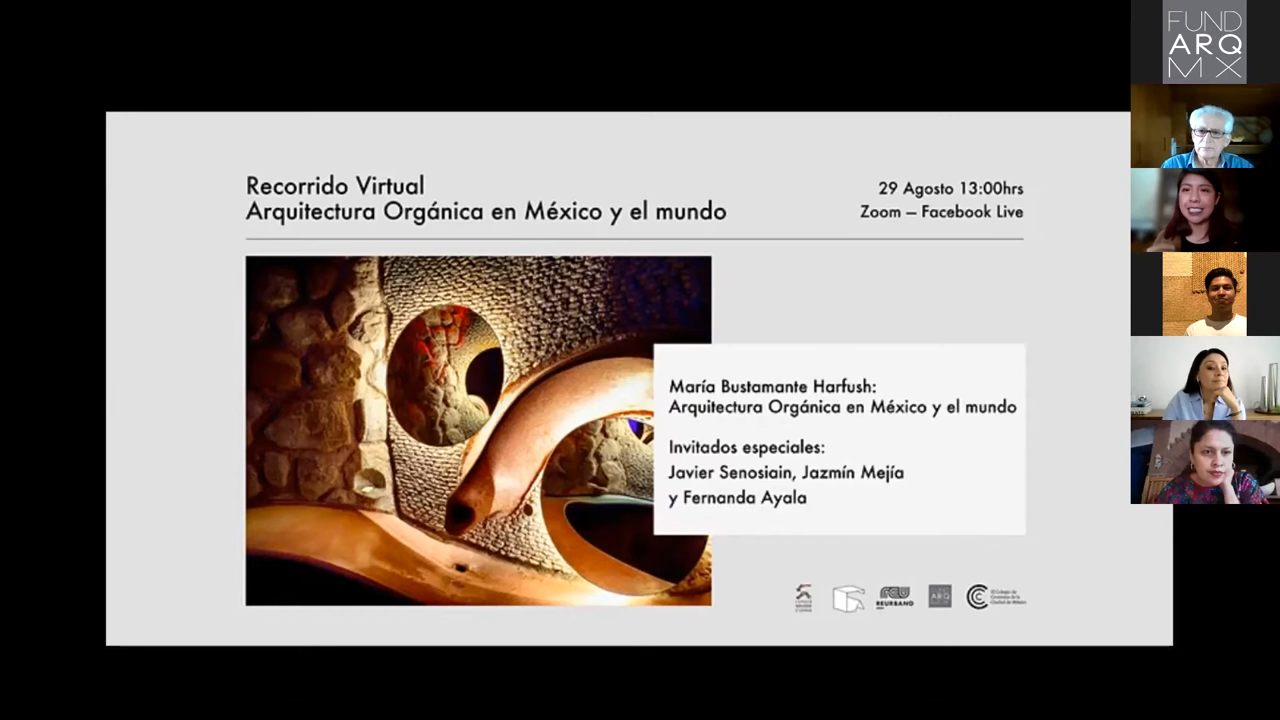 FUND
ARQ
MX
Recorrido Virtual
Arquitectura Orgánica en México y el mundo
29 Agosto 13:00hrs
Zoom – Facebook Live
María Bustamante Harfush:
Arquitectura Orgánica en México y el mundo
Invitados especiales:
Javier Senosiain, Jazmín Mejía
y Fernanda Ayala
REURBANO
ARQ